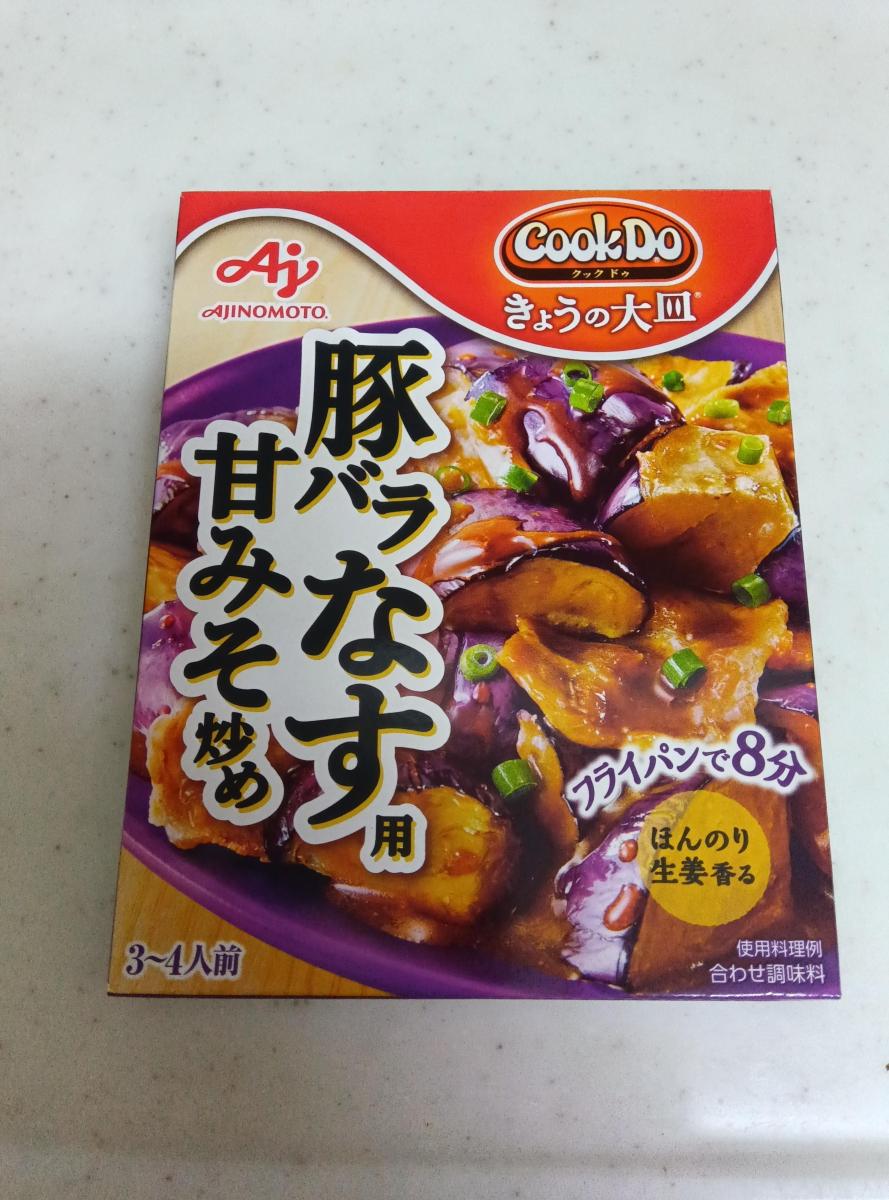 Aj
AJINOMOTO®
CookDo®
クックドゥ
きょうの大皿®
豚バラなす用
甘みそ炒め
フライパンで8分
ほんのり
生姜香る
3~4人前
使用料理例
合わせ調味料